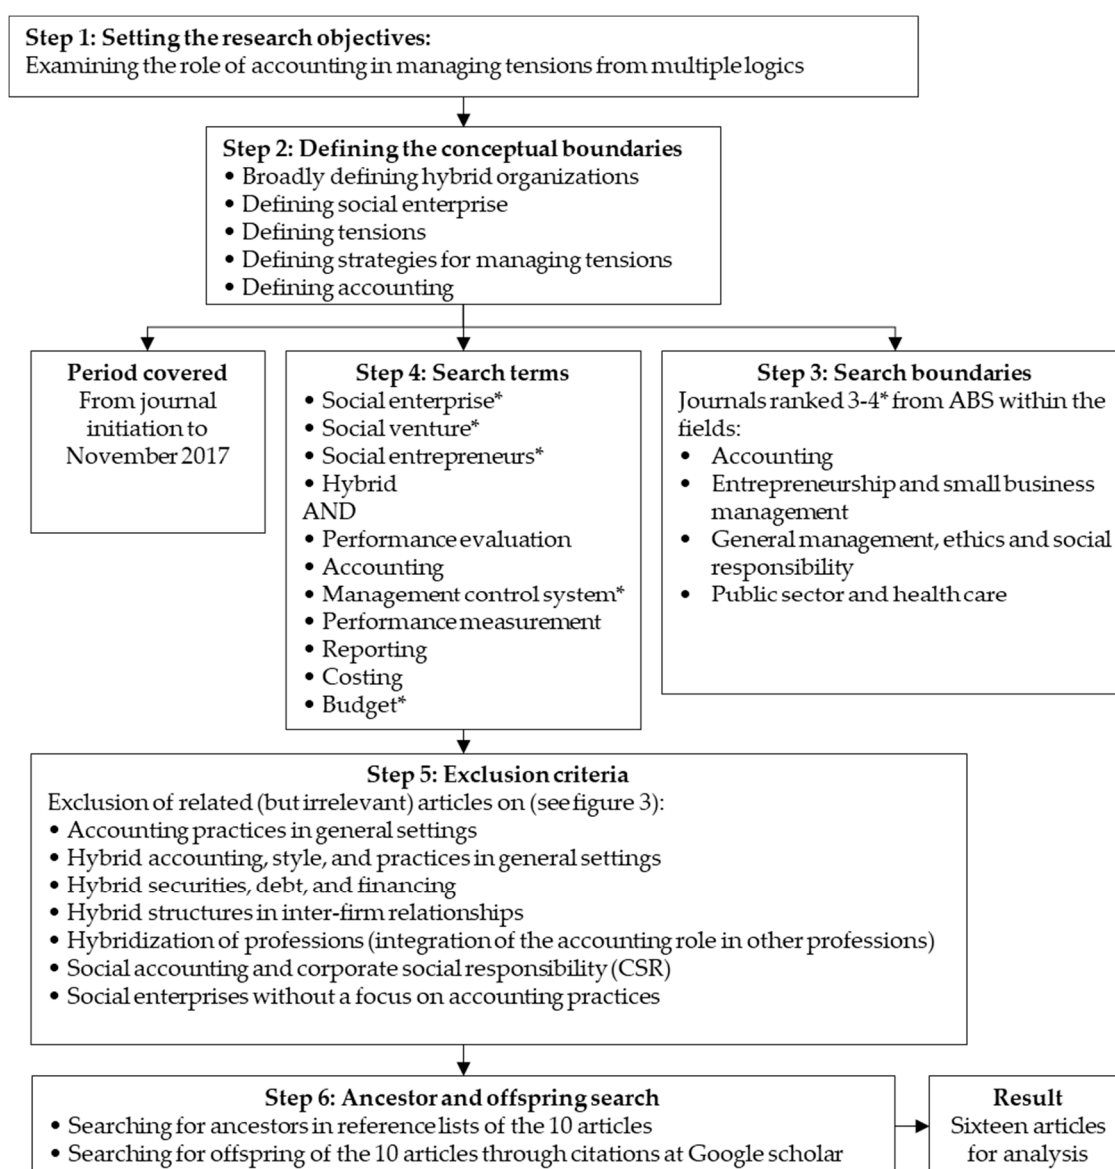 Step 1: Setting the research objectives:
Examining the role of accounting in managing tensions from multiple logics
Step 2: Defining the conceptual boundaries
• Broadly defining hybrid organizations
• Defining social enterprise
• Defining tensions
• Defining strategies for managing tensions
• Defining accounting
Period covered
From journal
initiation to
November 2017
Step 4: Search terms
• Social enterprise*
• Social venture*
• Social entrepreneurs*
• Hybrid
AND
• Performance evaluation
• Accounting
• Management control system*
• Performance measurement
• Reporting
• Costing
• Budget*
Step 3: Search boundaries
Journals ranked 3-4* from ABS within the
fields:
• Accounting
• Entrepreneurship and small business
management
• General management, ethics and social
responsibility
• Public sector and health care
Step 5: Exclusion criteria
Exclusion of related (but irrelevant) articles on (see figure 3):
• Accounting practices in general settings
• Hybrid accounting, style, and practices in general settings
• Hybrid securities, debt, and financing
• Hybrid structures in inter-firm relationships
• Hybridization of professions (integration of the accounting role in other professions)
• Social accounting and corporate social responsibility (CSR)
• Social enterprises without a focus on accounting practices
Step 6: Ancestor and offspring search
• Searching for ancestors in reference lists of the 10 articles
• Searching for offspring of the 10 articles through citations at Google scholar
Result
Sixteen articles
for analysis